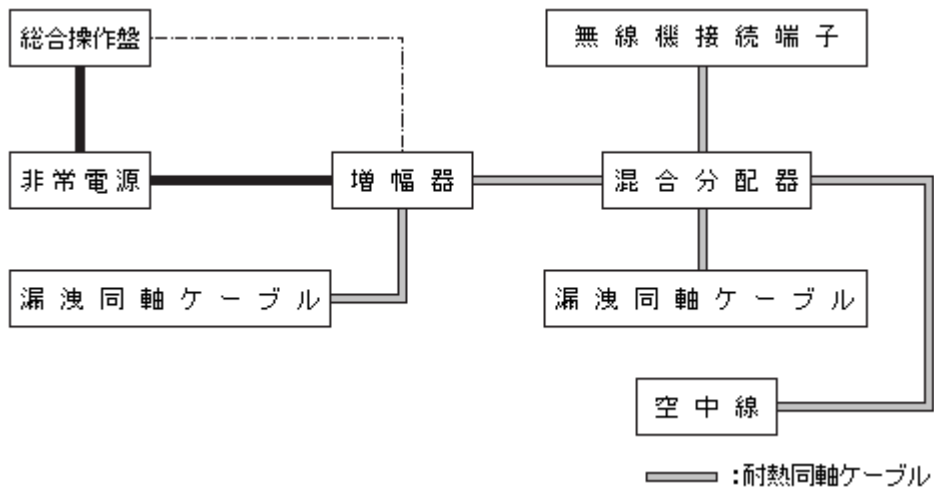 総合操作盤
無線機接続端子
非常電源
増幅器
混合分配器
漏洩同軸ケーブル
漏洩同軸ケーブル
空中線
:耐熱同軸ケーブル